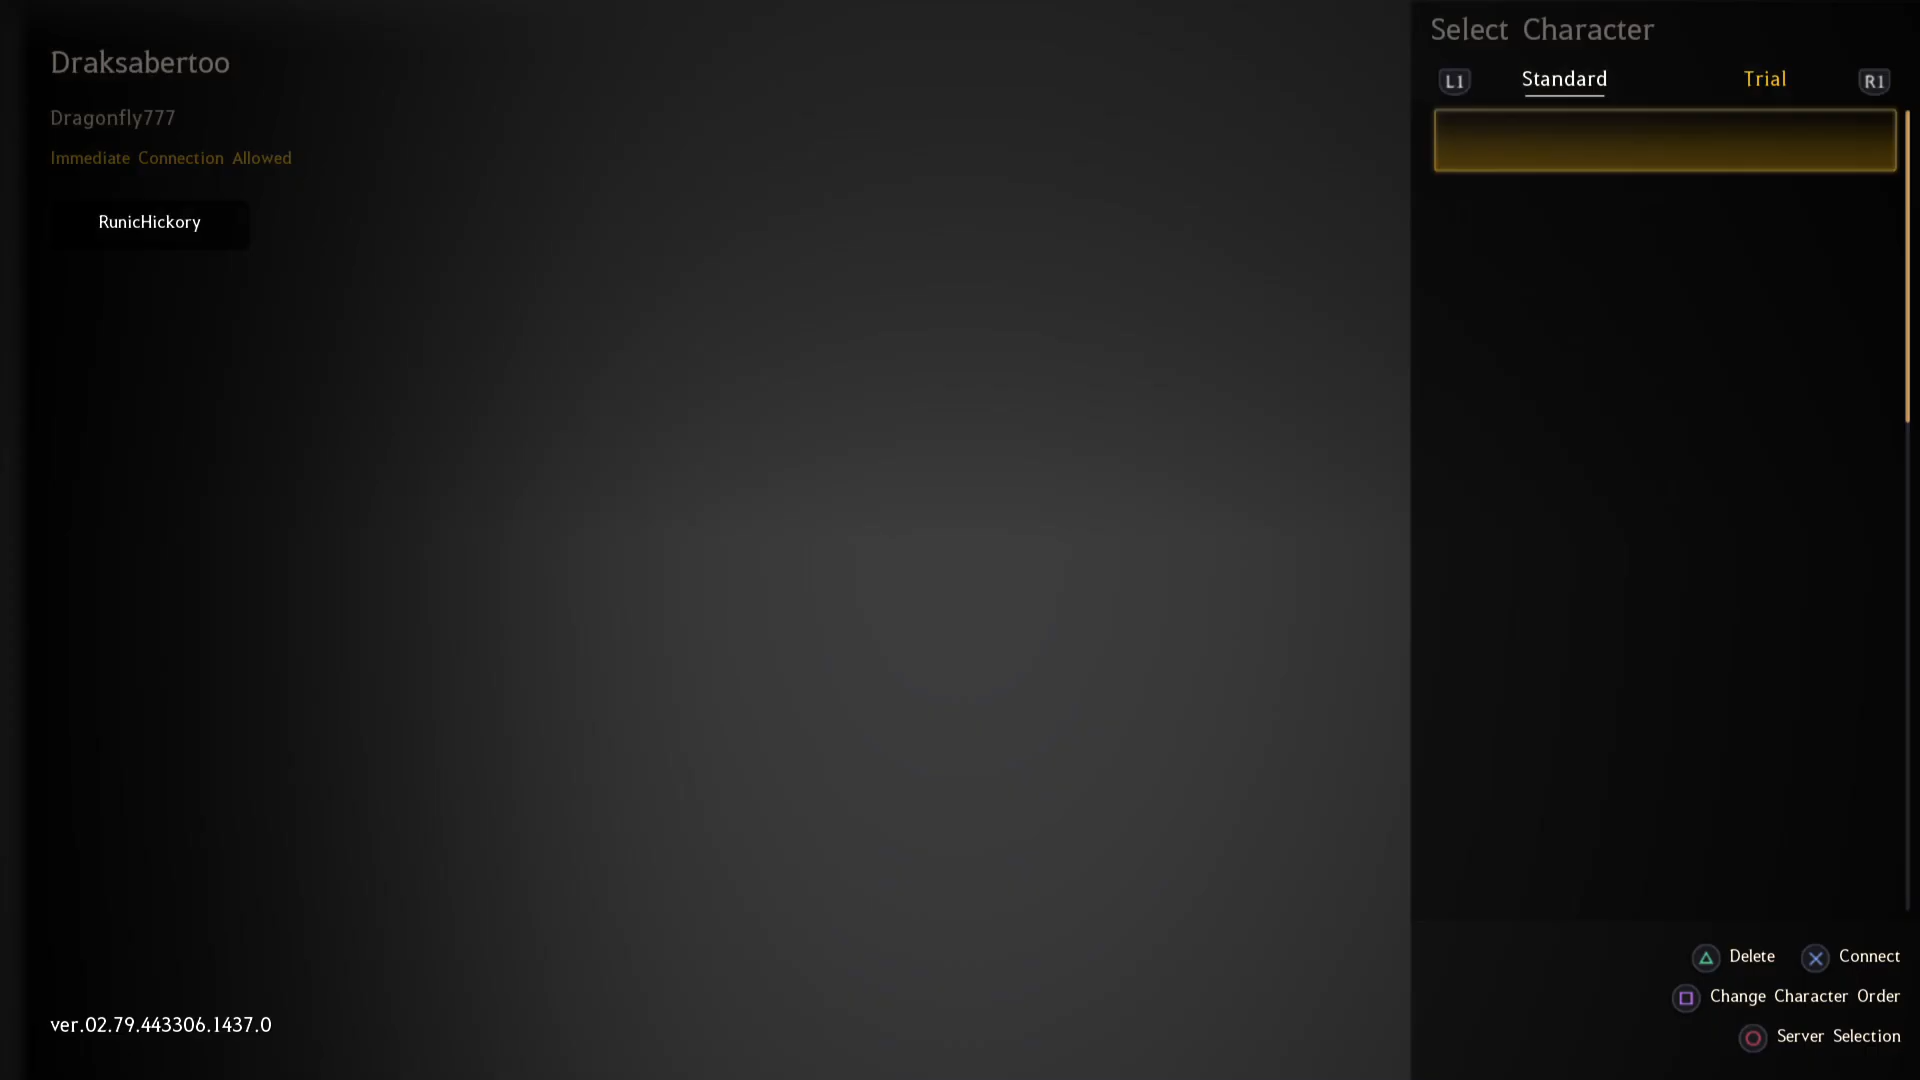 Draksabertoo
Dragonfly777
Immediate Connection Allowed
RunicHickory
ver.02.79.443306.1437.0
Select Character
L1 Standard Trial R1
Delete Connect
Change Character Order
Server Selection